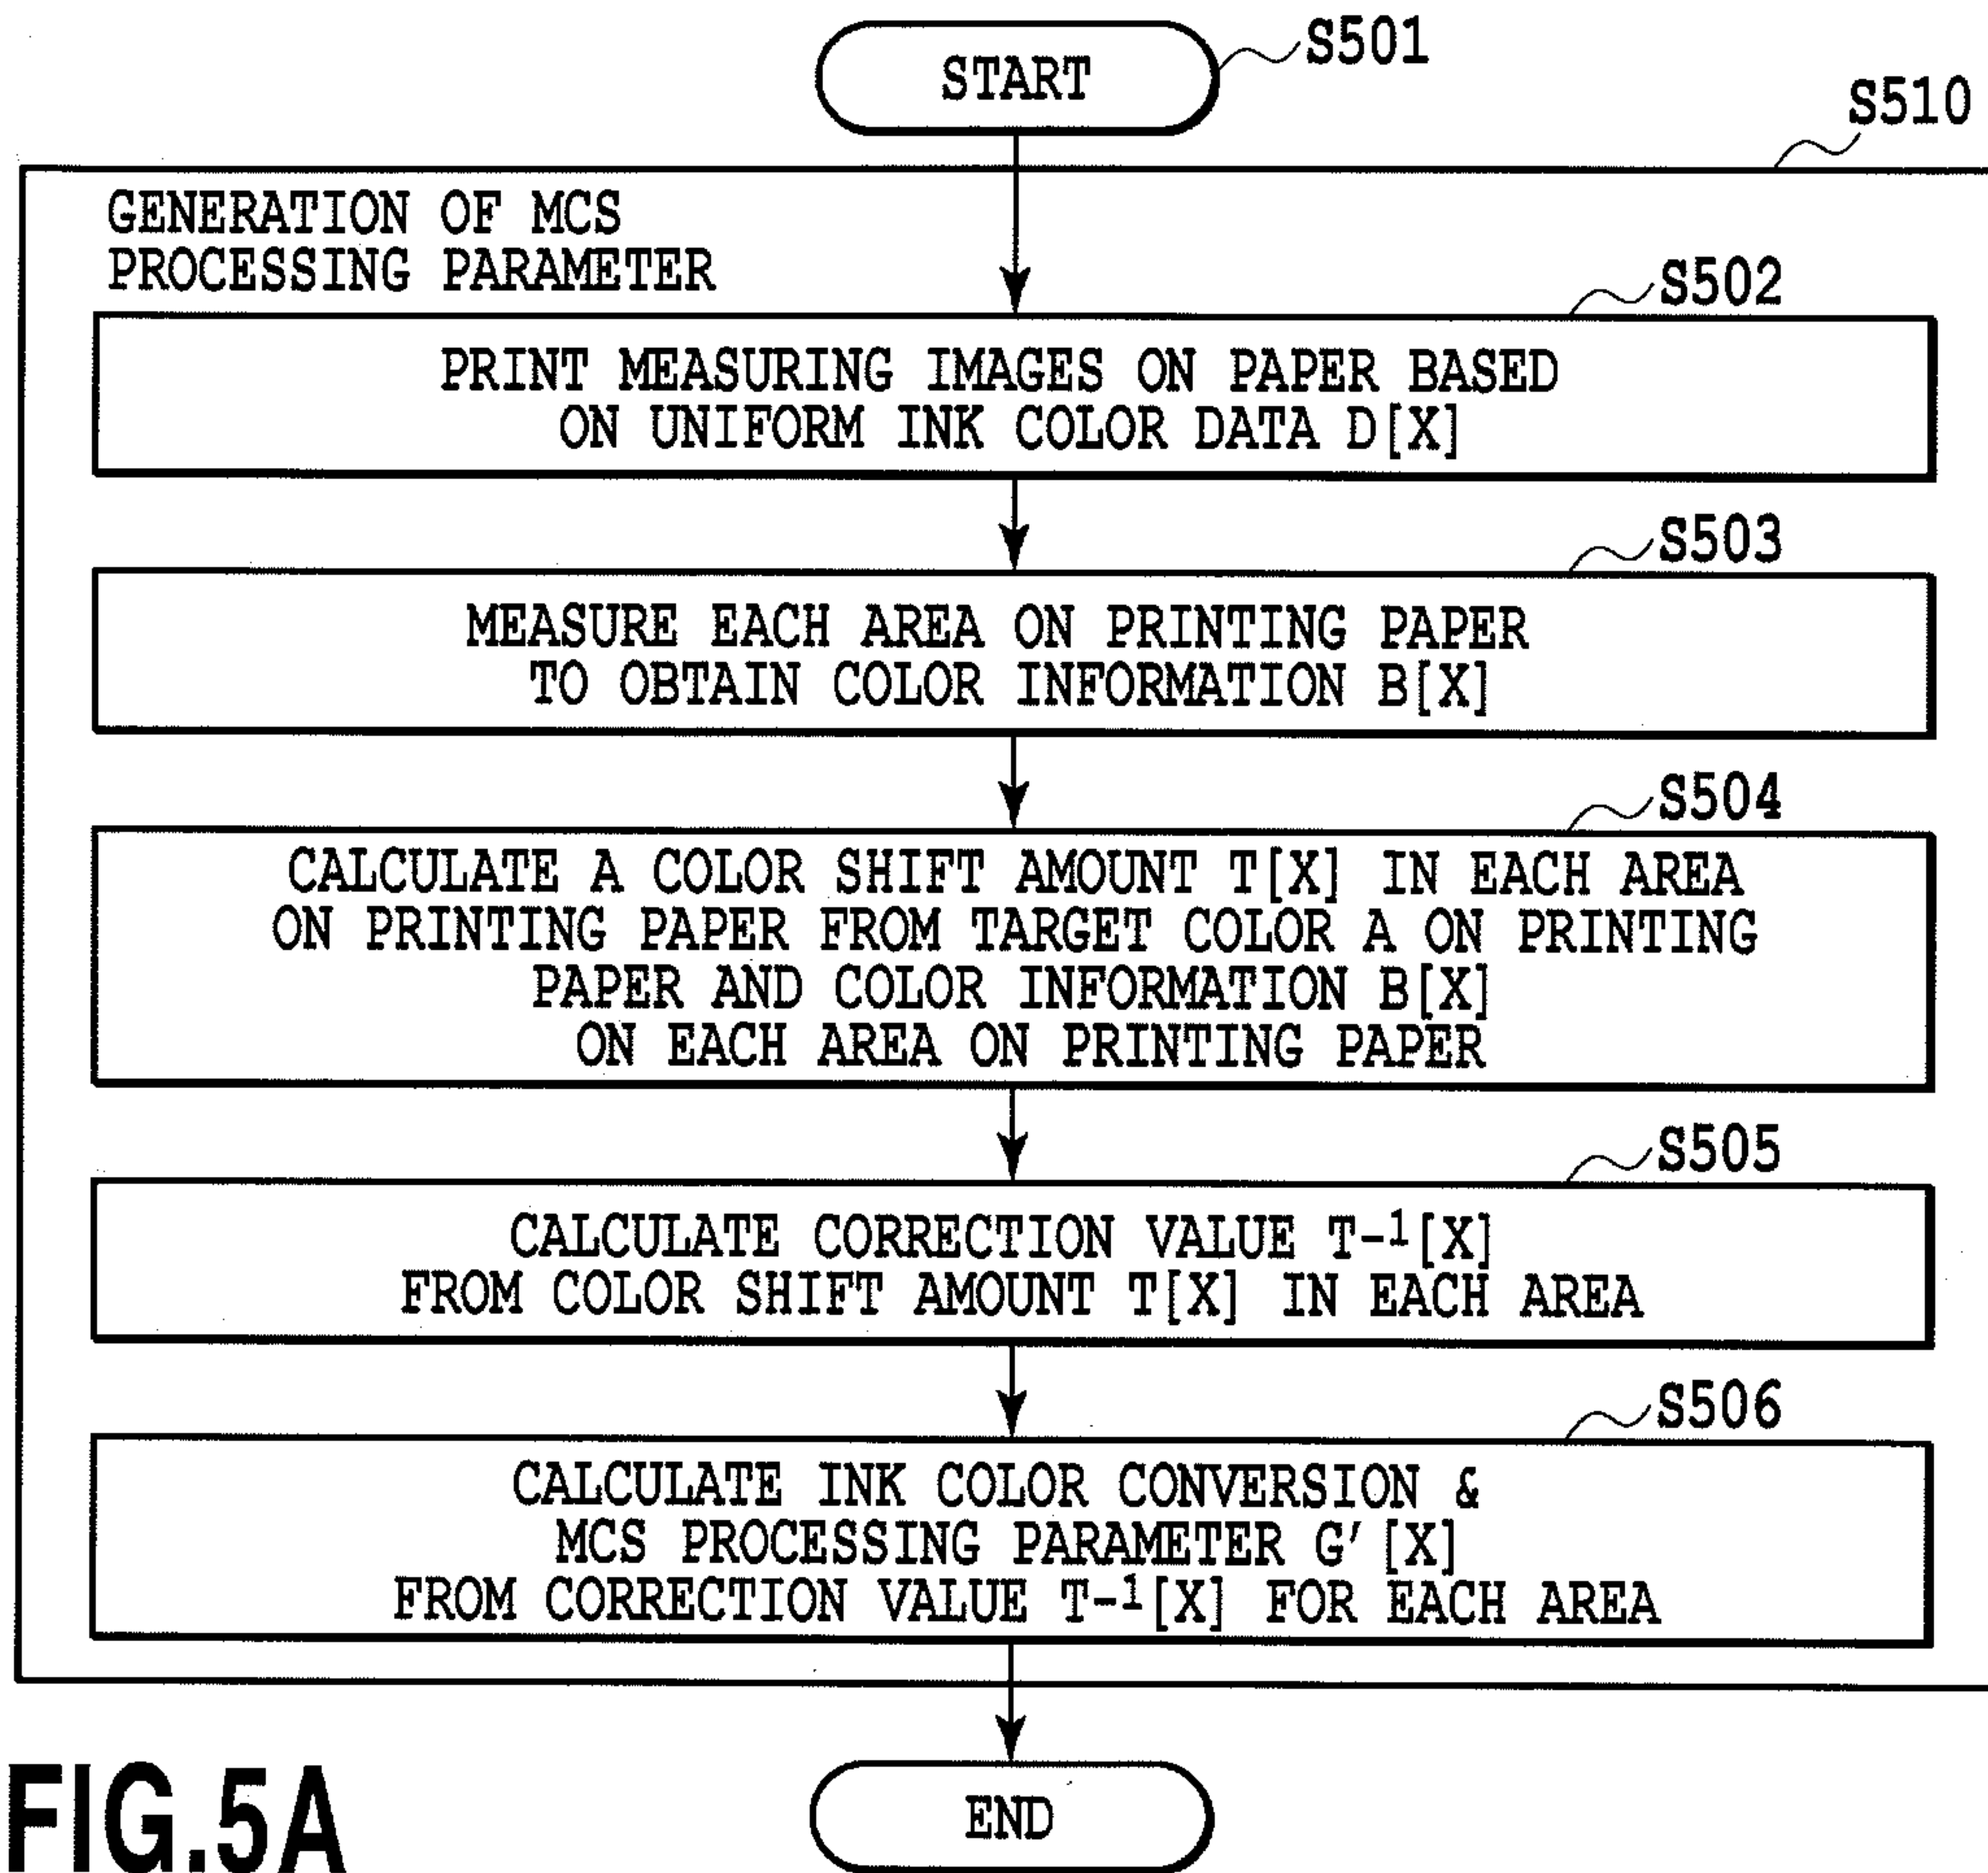 START
S501
S510
GENERATION OF MCS
PROCESSING PARAMETER
S502
PRINT MEASURING IMAGES ON PAPER BASED
ON UNIFORM INK COLOR DATA D[X]
S503
MEASURE EACH AREA ON PRINTING PAPER
TO OBTAIN COLOR INFORMATION B[X]
S504
CALCULATE A COLOR SHIFT AMOUNT T[X] IN EACH AREA
ON PRINTING PAPER FROM TARGET COLOR A ON PRINTING
PAPER AND COLOR INFORMATION B[X]
ON EACH AREA ON PRINTING PAPER
S505
CALCULATE CORRECTION VALUE T-¹[X]
FROM COLOR SHIFT AMOUNT T[X] IN EACH AREA
S506
CALCULATE INK COLOR CONVERSION &
MCS PROCESSING PARAMETER G'[X]
FROM CORRECTION VALUE T-¹[X] FOR EACH AREA
END
FIG.5A